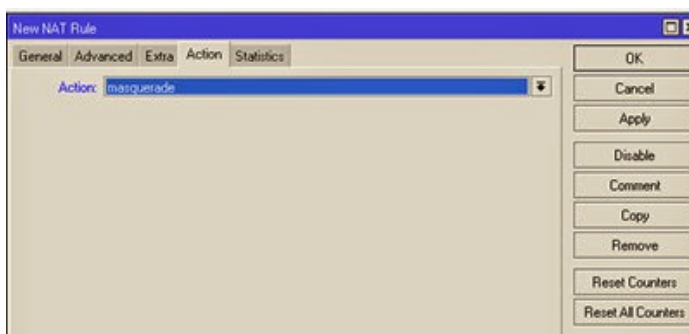 New NAT Rule
General Advanced Extra Action Statistics
Action: masquerade
OK
Cancel
Apply
Disable
Comment
Copy
Remove
Reset Counters
Reset All Counters